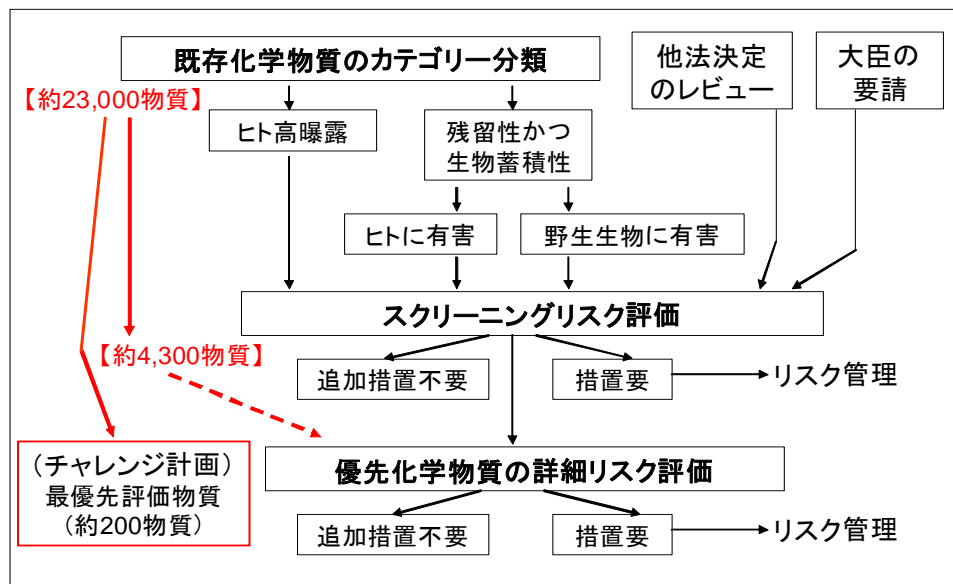 既存化学物質のカテゴリー分類
他法決定
のレビュー
大臣の
要請
【約23,000物質】
ヒト高曝露
残留性かつ
生物蓄積性
ヒトに有害
野生生物に有害
スクリーニングリスク評価
【約4,300物質】
追加措置不要
措置要
リスク管理
（チャレンジ計画）
最優先評価物質
（約200物質）
優先化学物質の詳細リスク評価
追加措置不要
措置要
リスク管理